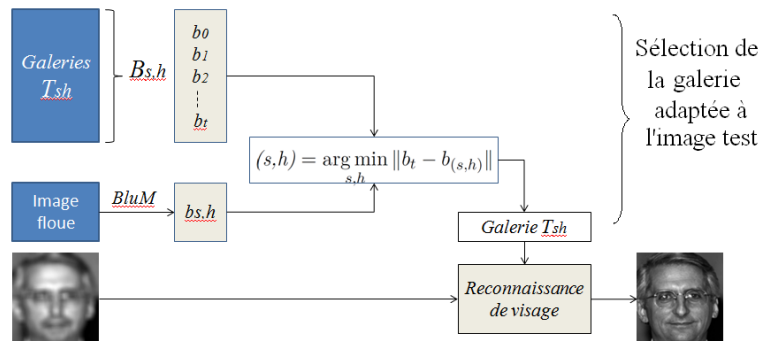 Galeries
Tsh
Bs,h
b0
b1
b2
bt
Sélection de
la galerie
adaptée à
l'image test
(s,h) = arg min ‖bt − b(s,h)‖
s,h
Image
floue
BluM
bs,h
Galerie Tsh
Reconnaissance
de visage